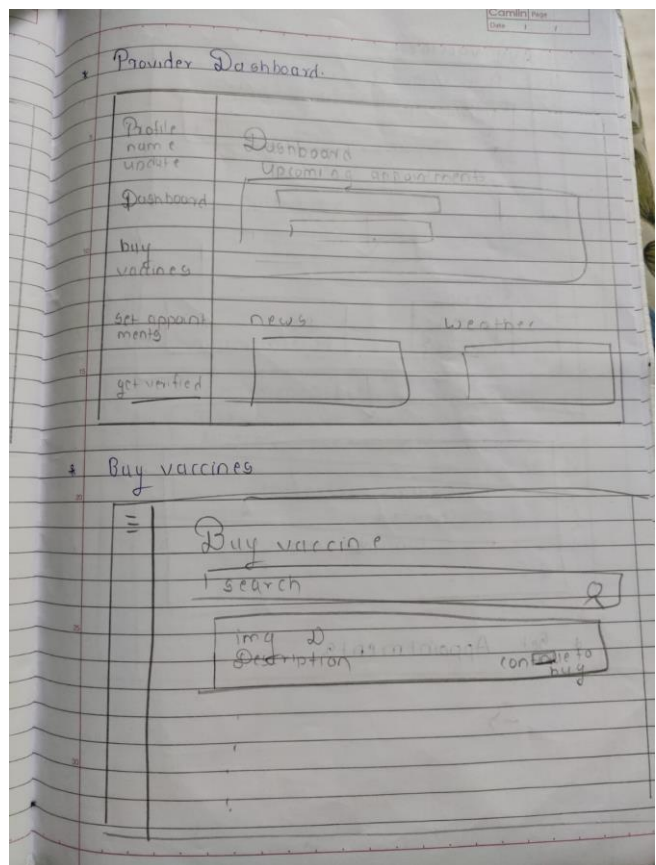 Camlin Page
Date / /
* Provider Dashboard.
Profile
name
update
Dashboard
buy
vaccines
set appoint
ments
get verified
Dashboard
Upcoming appointments
news
weather
* Buy vaccines
Buy vaccine
search
img D
Description
continue to
buy